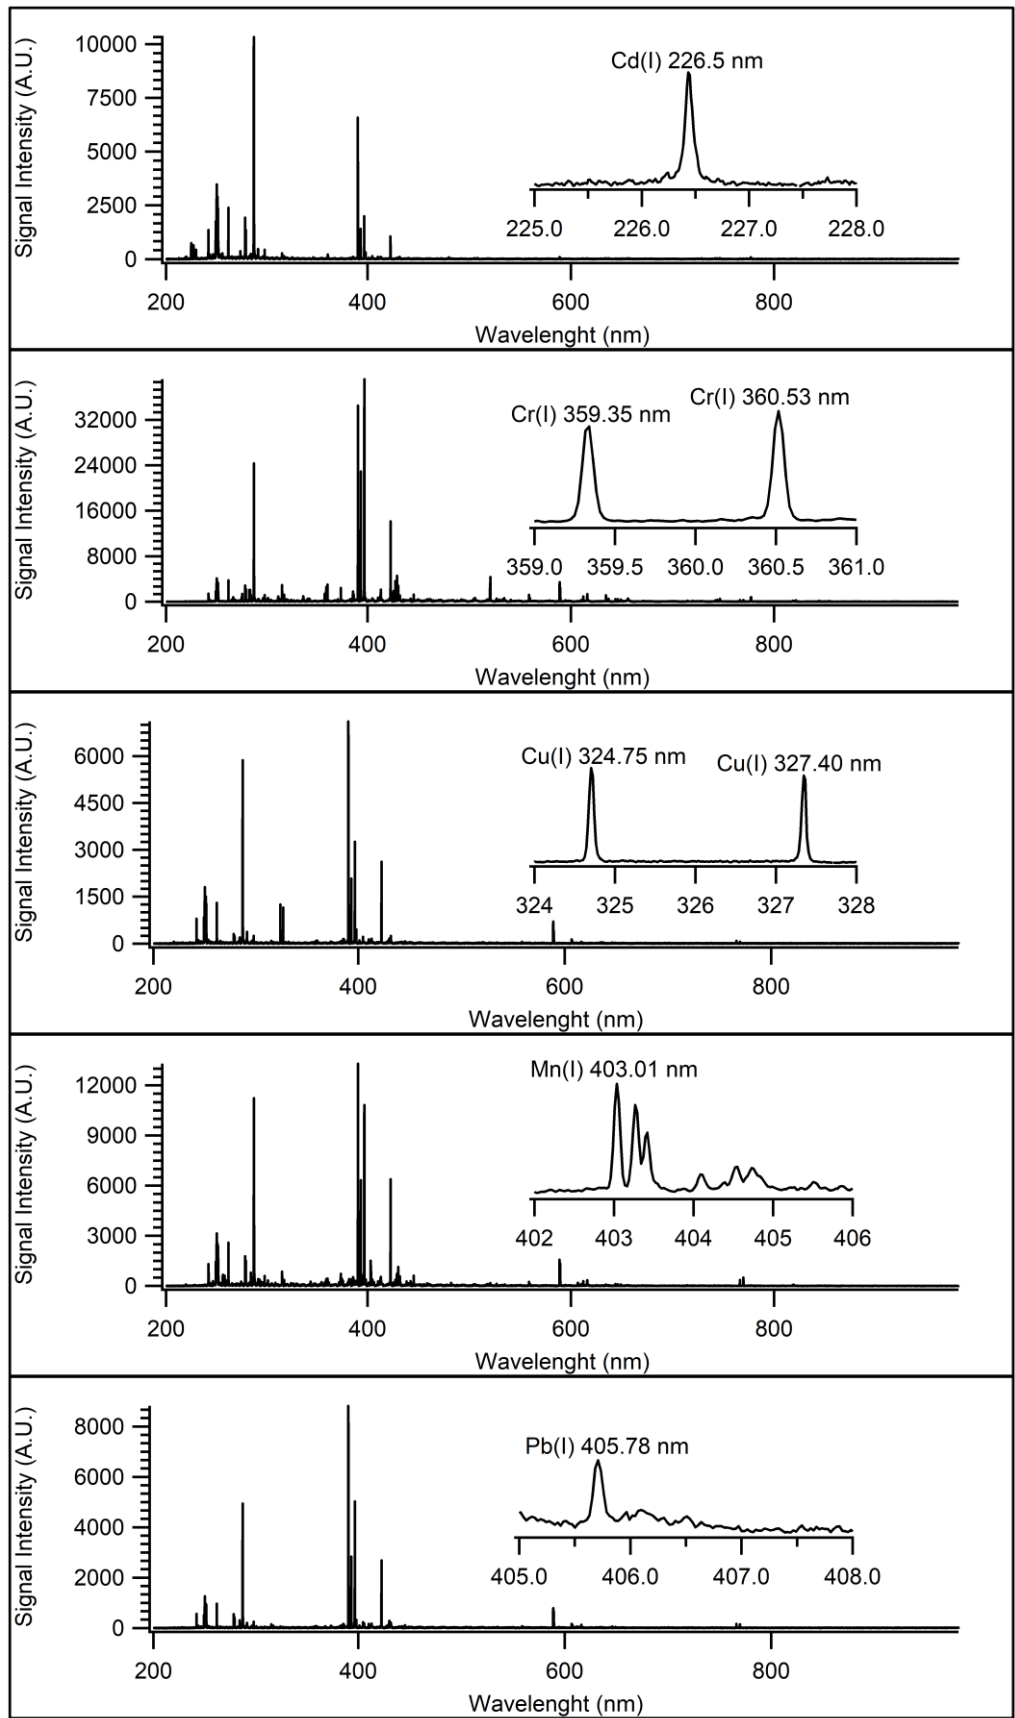 Signal Intensity (A.U.)
10000
7500
5000
2500
0
Cd(I) 226.5 nm
225.0 226.0 227.0 228.0
200 400 600 800
Wavelenght (nm)
Signal Intensity (A.U.)
32000
24000
16000
8000
0
Cr(I) 359.35 nm
Cr(I) 360.53 nm
359.0 359.5 360.0 360.5 361.0
200 400 600 800
Wavelenght (nm)
Signal Intensity (A.U.)
6000
4500
3000
1500
0
Cu(I) 324.75 nm
Cu(I) 327.40 nm
324 325 326 327 328
200 400 600 800
Wavelenght (nm)
Signal Intensity (A.U.)
12000
9000
6000
3000
0
Mn(I) 403.01 nm
402 403 404 405 406
200 400 600 800
Wavelenght (nm)
Signal Intensity (A.U.)
8000
6000
4000
2000
0
Pb(I) 405.78 nm
405.0 406.0 407.0 408.0
200 400 600 800
Wavelenght (nm)